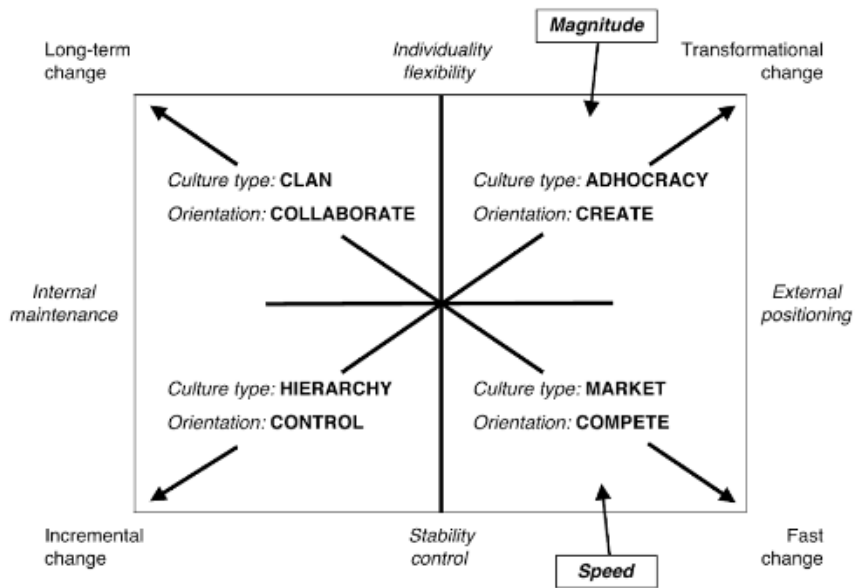 Magnitude
Long-term
change
Individuality
flexibility
Transformational
change
Culture type: CLAN
Orientation: COLLABORATE
Culture type: ADHOCRACY
Orientation: CREATE
Internal
maintenance
External
positioning
Culture type: HIERARCHY
Orientation: CONTROL
Culture type: MARKET
Orientation: COMPETE
Incremental
change
Stability
control
Speed
Fast
change